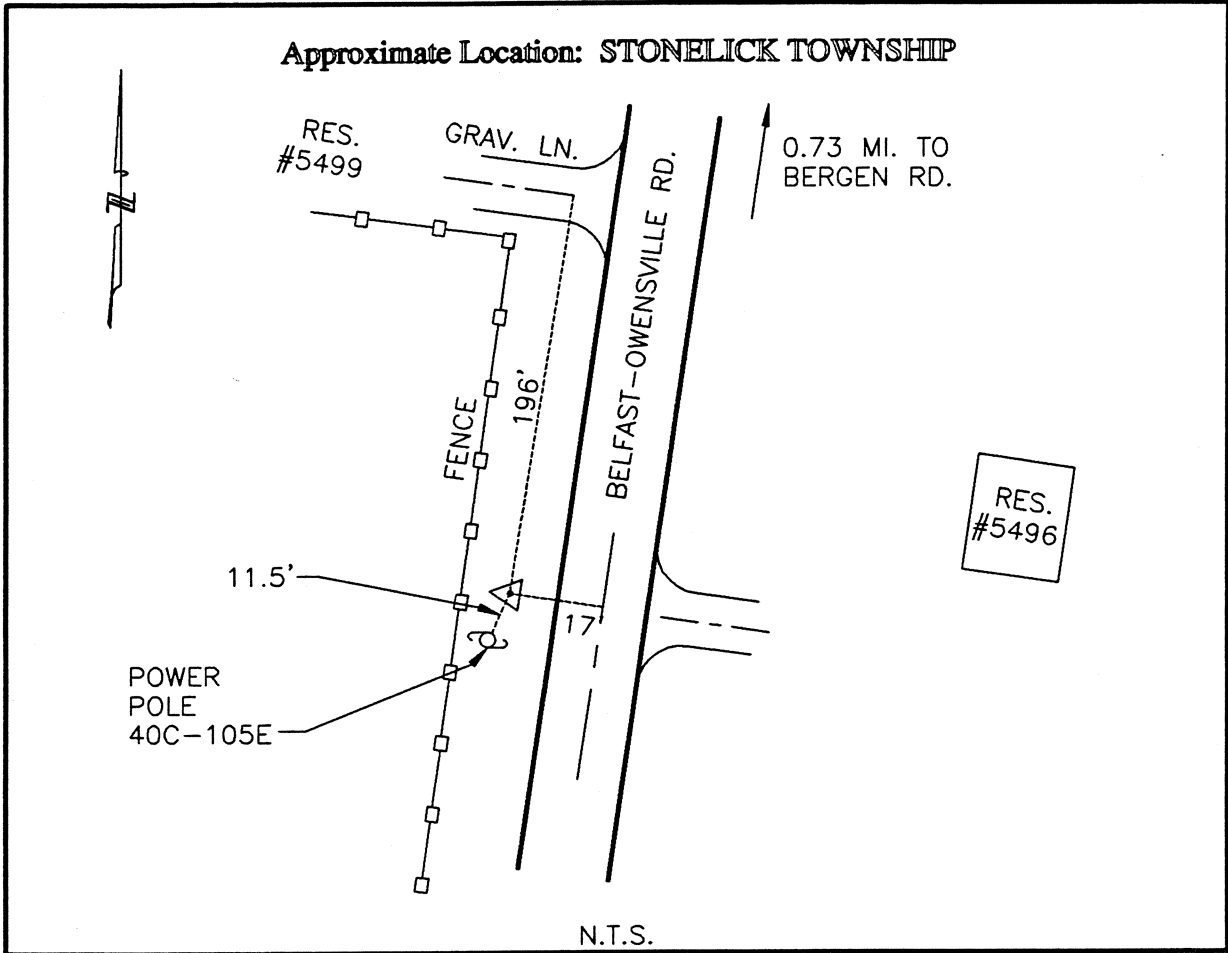 Approximate Location: STONELICK TOWNSHIP
N
RES.
#5499
GRAV. LN.
0.73 MI. TO
BERGEN RD.
BELFAST-OWENSVILLE RD.
196'
FENCE
RES.
#5496
11.5'
17
POWER
POLE
40C-105E
N.T.S.